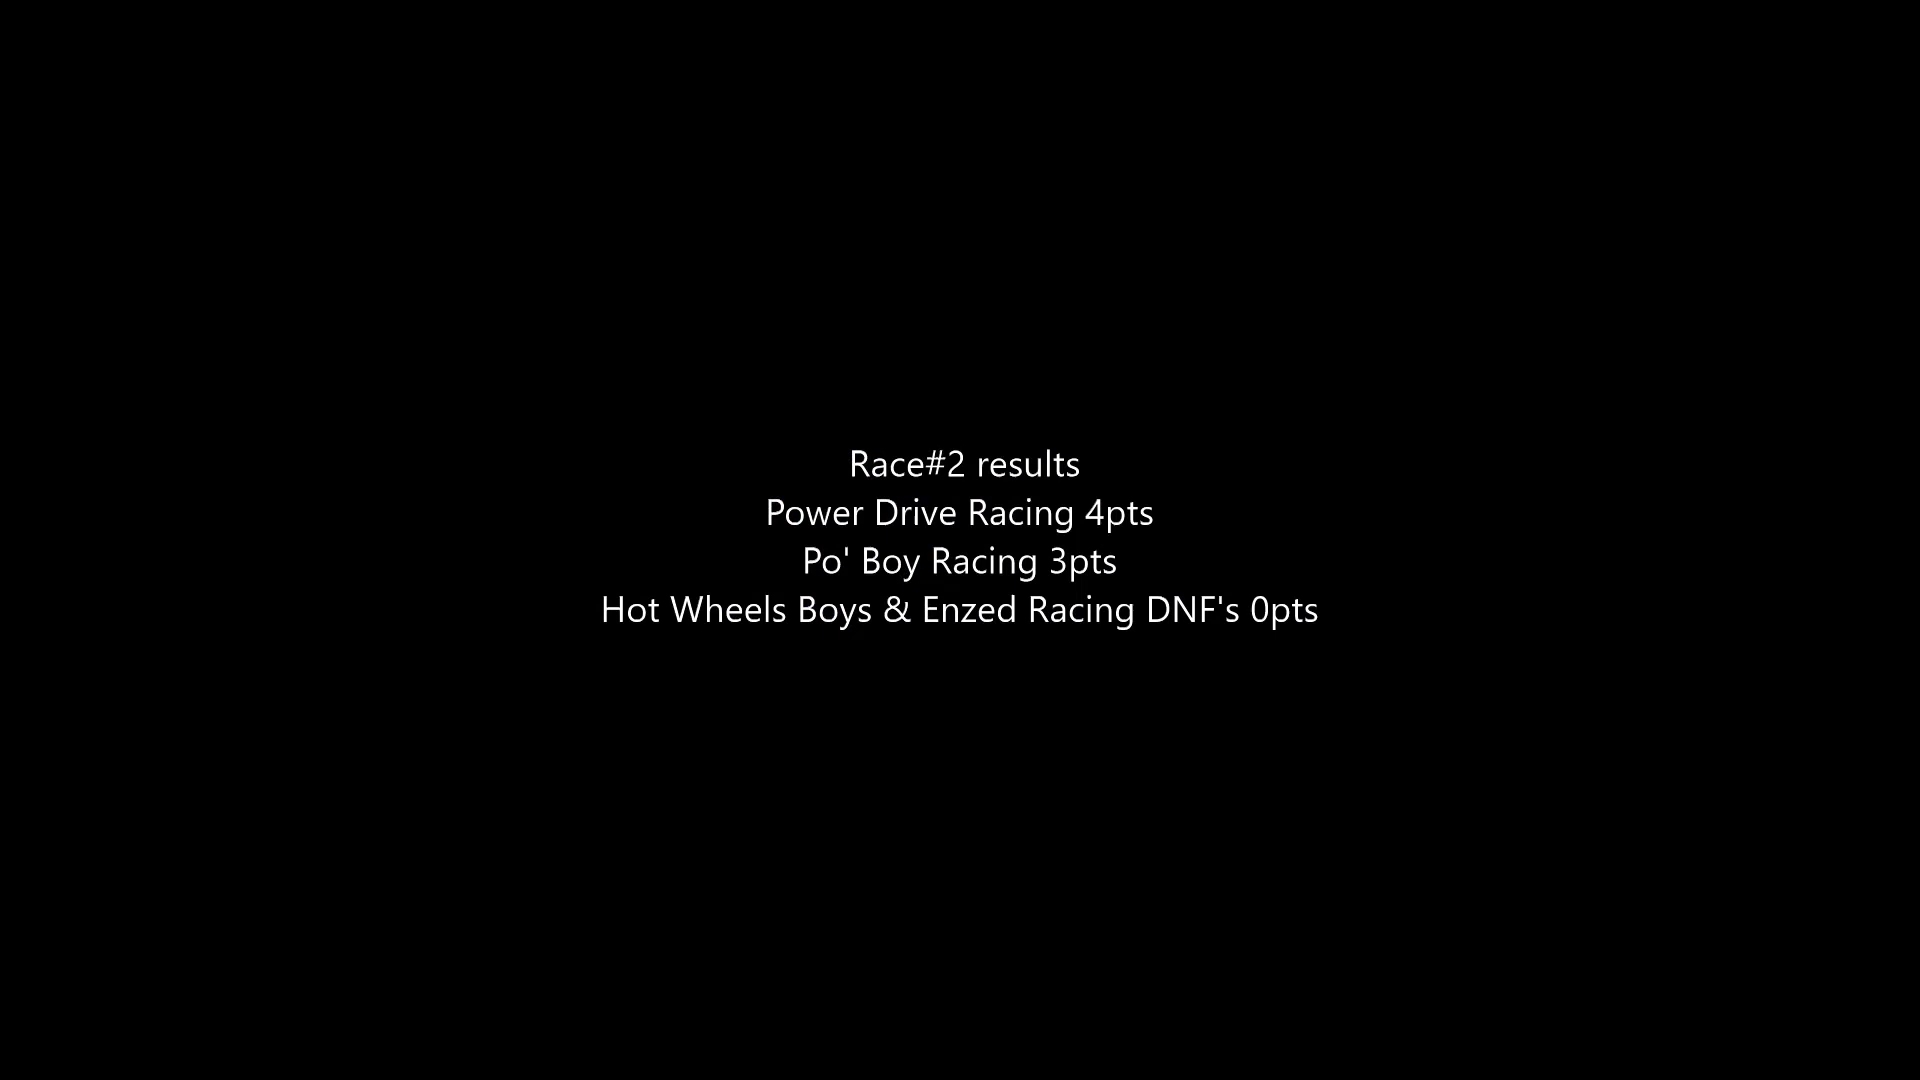 Race#2 results
Power Drive Racing 4pts
Po' Boy Racing 3pts
Hot Wheels Boys & Enzed Racing DNF's 0pts